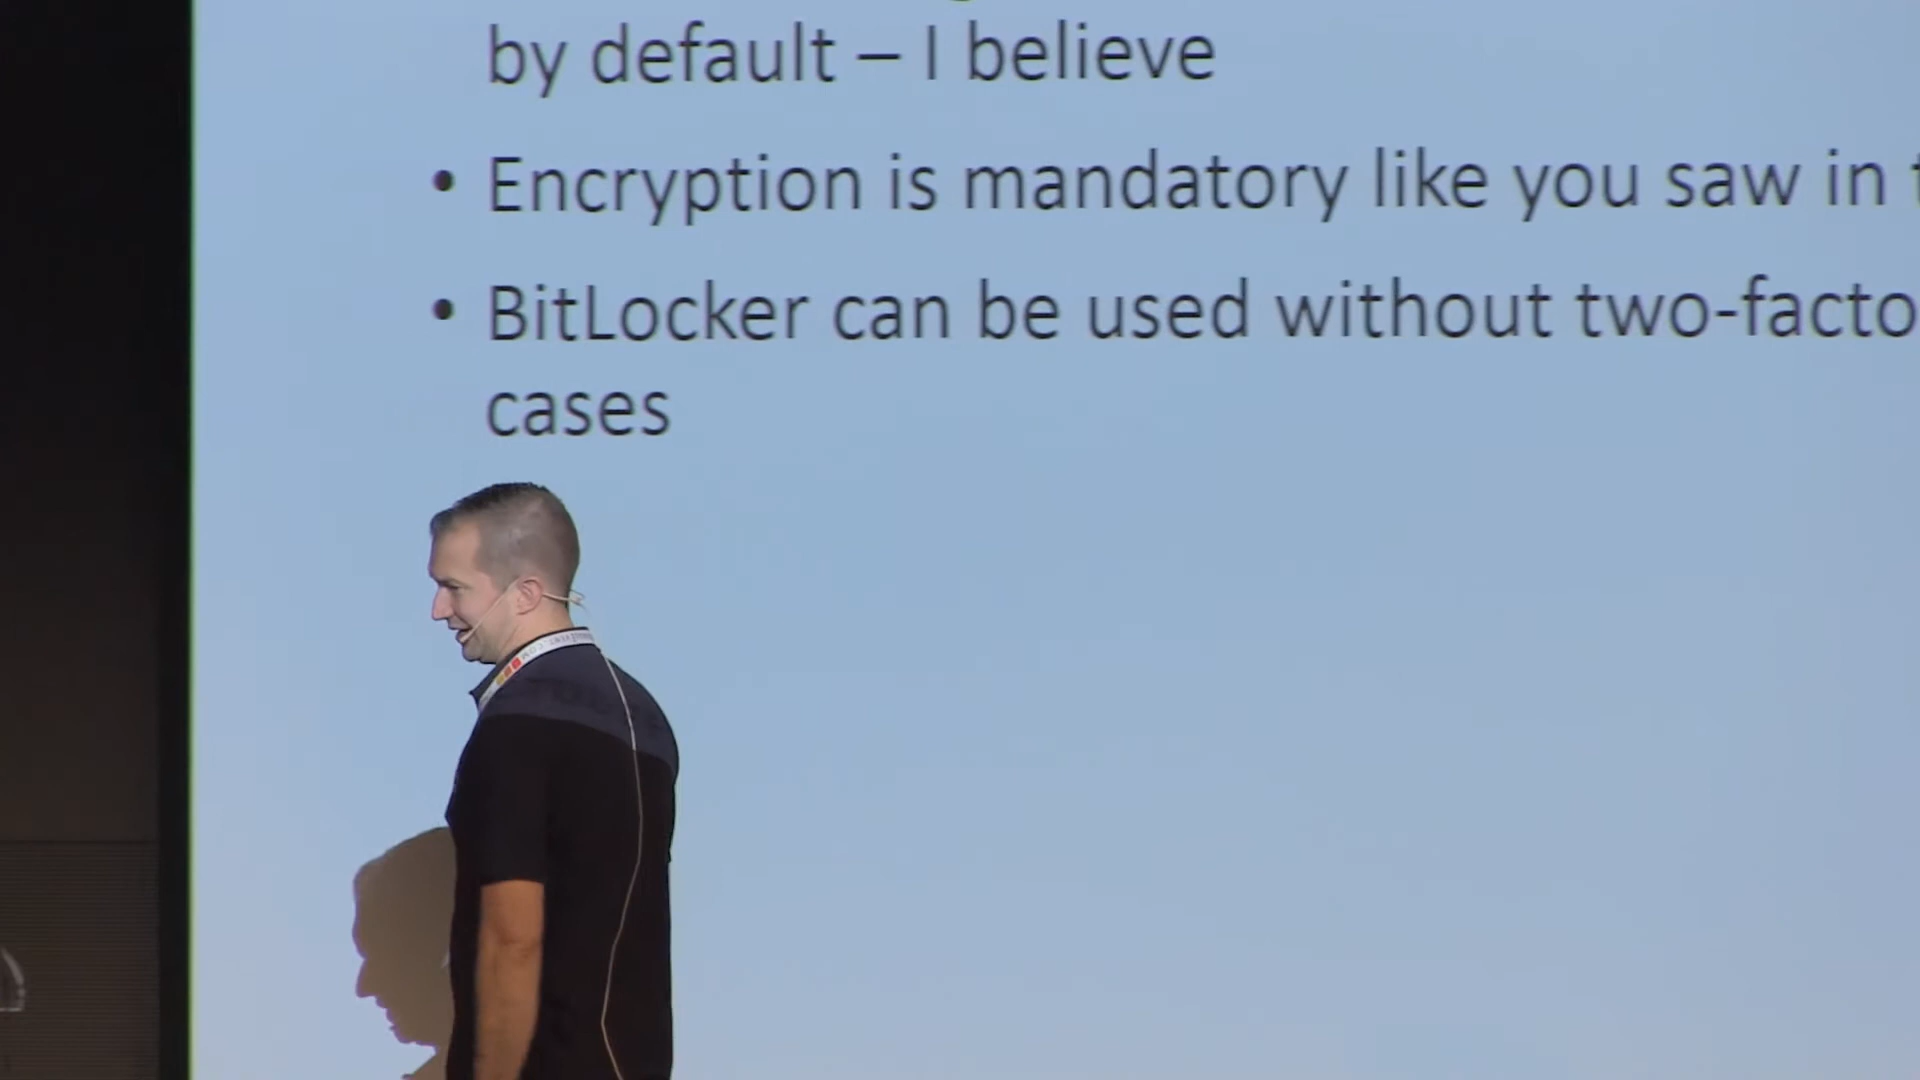 by default – I believe
• Encryption is mandatory like you saw in
• BitLocker can be used without two-facto
cases